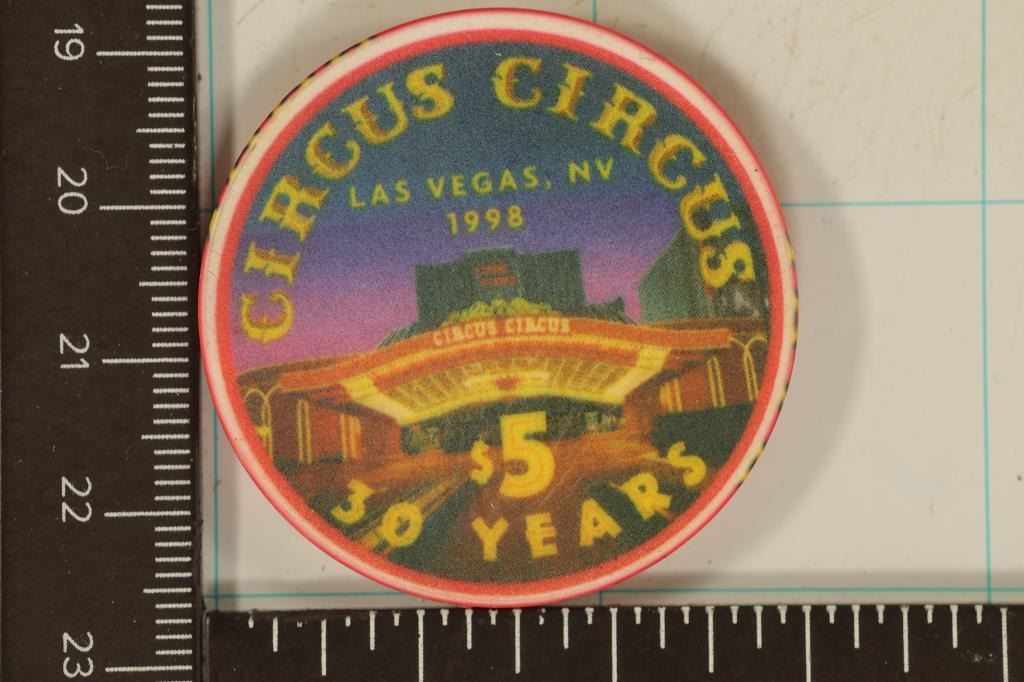 CIRCUS CIRCUS
LAS VEGAS, NV
1998
CIRCUS CIRCUS
$5
30 YEARS
19
20
21
22
23